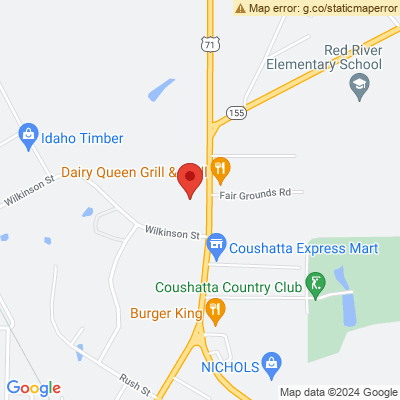 Map error: g.co/staticmaperror
71
Red River
Elementary School
155
Idaho Timber
Dairy Queen Grill &
Wilkinson St
Fair Grounds Rd
Wilkinson St
Coushatta Express Mart
Coushatta Country Club
Burger King
NICHOLS
Rush St
Google
Map data ©2024 Google